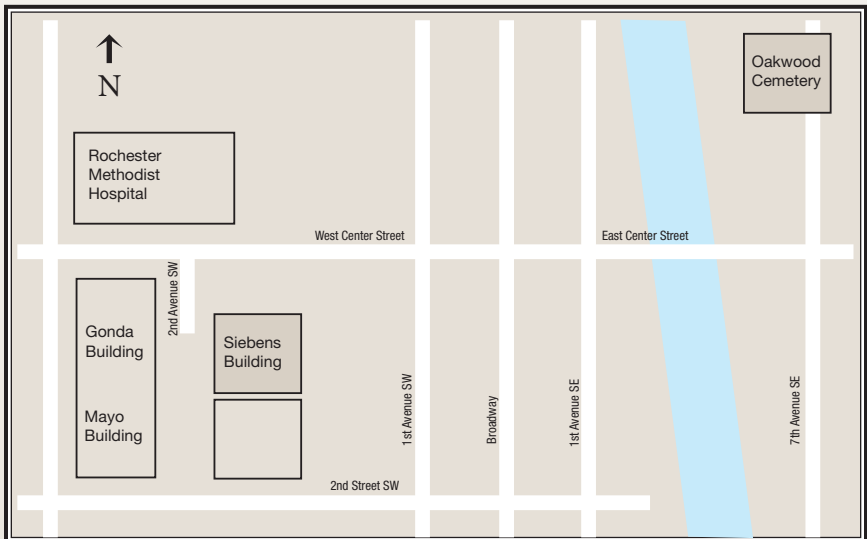 N
Oakwood
Cemetery
Rochester
Methodist
Hospital
West Center Street
East Center Street
2nd Avenue SW
Gonda
Building
Siebens
Building
Mayo
Building
1st Avenue SW
Broadway
1st Avenue SE
7th Avenue SE
2nd Street SW